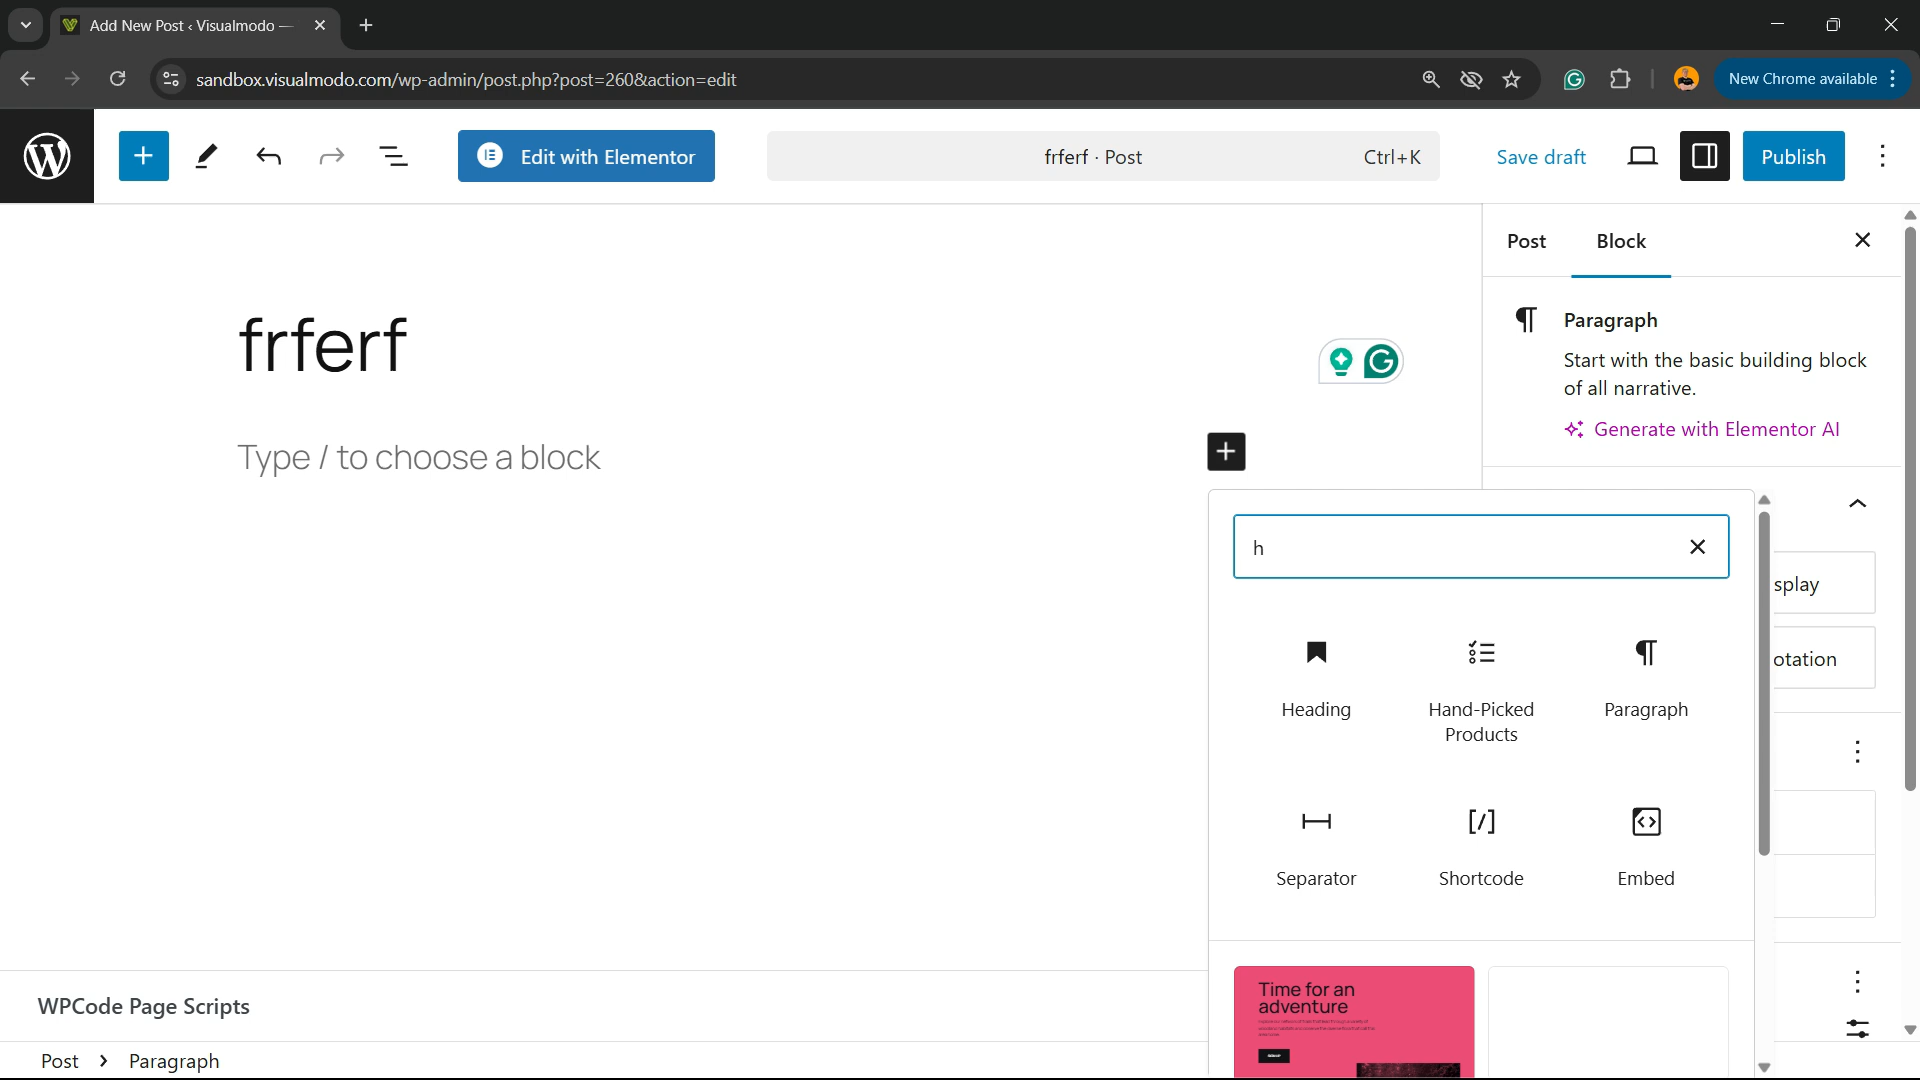 Add New Post ‹ Visualmodo —
sandbox.visualmodo.com/wp-admin/post.php?post=260&action=edit
New Chrome available
Edit with Elementor
frferf · Post
Ctrl+K
Save draft
Publish
Post
Block
frferf
Type / to choose a block
Paragraph
Start with the basic building block
of all narrative.
Generate with Elementor AI
h
splay
otation
Heading
Hand-Picked
Products
Paragraph
Separator
Shortcode
Embed
Time for an
adventure
WPCode Page Scripts
Post
Paragraph